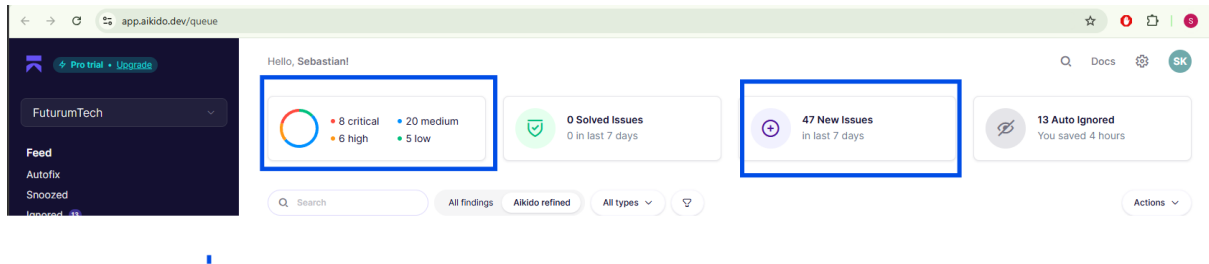 app.aikido.dev/queue
S
Pro trial • Upgrade
Hello, Sebastian!
Docs
SK
FuturumTech
8 critical
20 medium
6 high
5 low
0 Solved Issues
0 in last 7 days
47 New Issues
in last 7 days
13 Auto Ignored
You saved 4 hours
Feed
Autofix
Snoozed
Ignored 13
Search
All findings
Aikido refined
All types
Actions